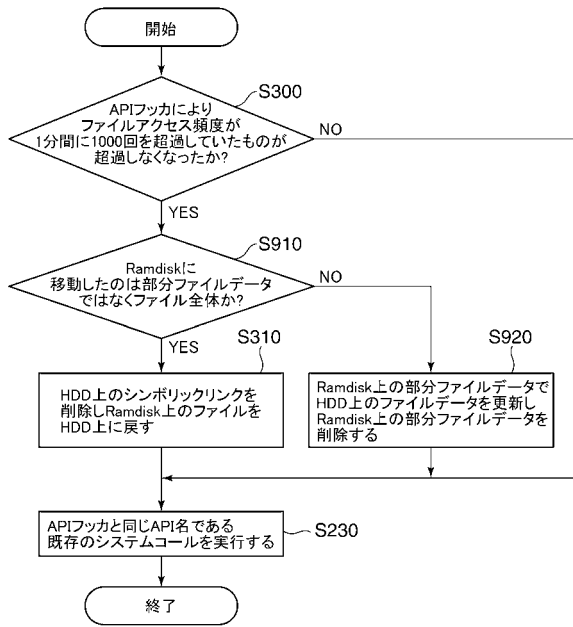 開始
S300
APIフッカにより
ファイルアクセス頻度が
1分間に1000回を超過していたものが
超過しなくなったか?
NO
YES
S910
Ramdiskに
移動したのは部分ファイルデータ
ではなくファイル全体か?
NO
YES
S310
HDD上のシンボリックリンクを
削除しRamdisk上のファイルを
HDD上に戻す
S920
Ramdisk上の部分ファイルデータで
HDD上のファイルデータを更新し
Ramdisk上の部分ファイルデータを
削除する
APIフッカと同じAPI名である
既存のシステムコールを実行する
S230
終了